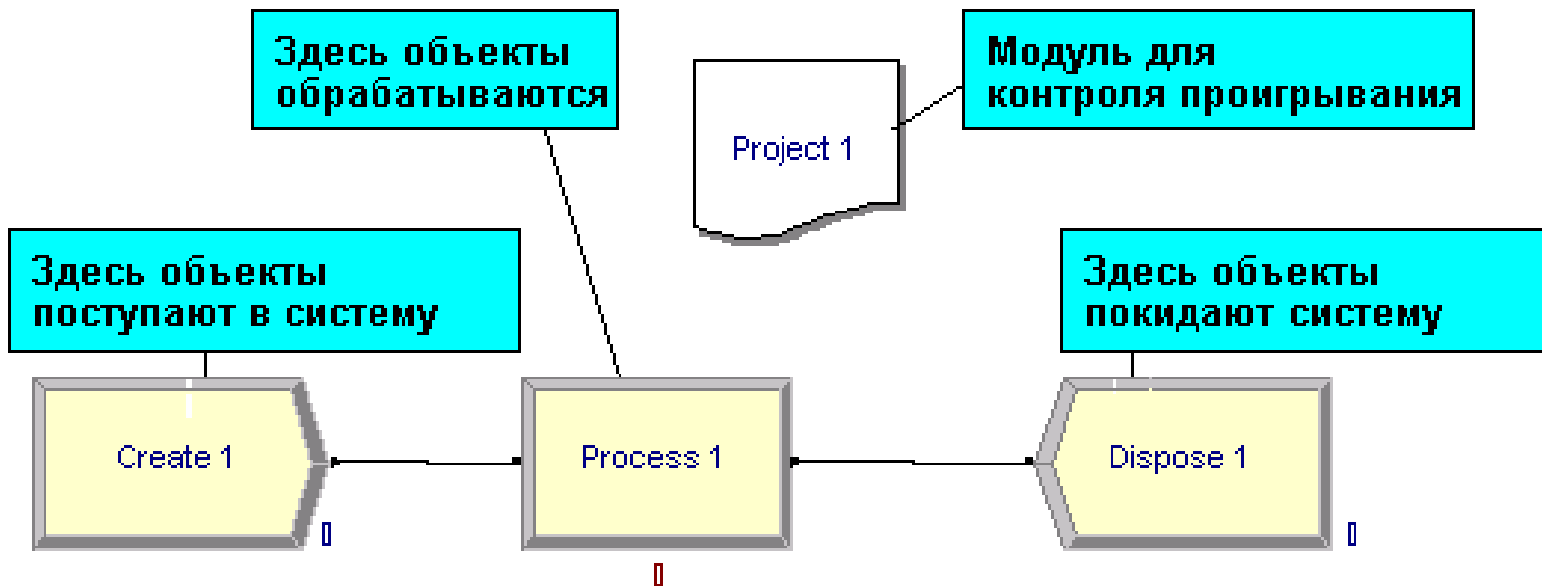 Здесь объекты
обрабатываются
Модуль для
контроля проигрывания
Project 1
Здесь объекты
поступают в систему
Здесь объекты
покидают систему
Create 1
Process 1
Dispose 1